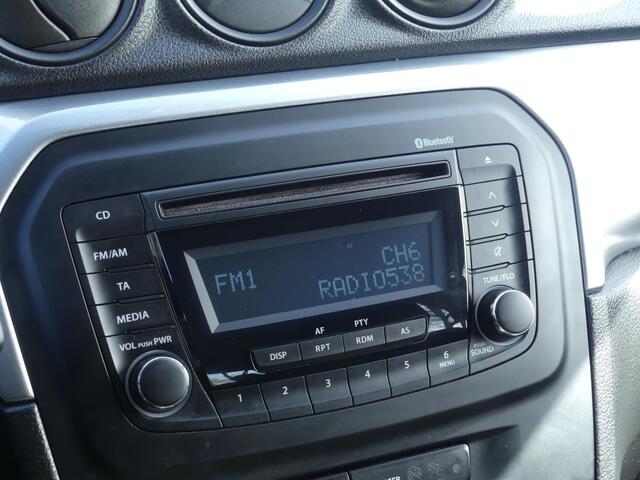 Bluetooth
CD
FM/AM
TA
MEDIA
VOL PUSH PWR
FM1
CH6
RADIO538
TUNE/FLD
PUSH
SOUND
AF
PTY
DISP
RPT
RDM
AS
1
2
3
4
5
6
MENU